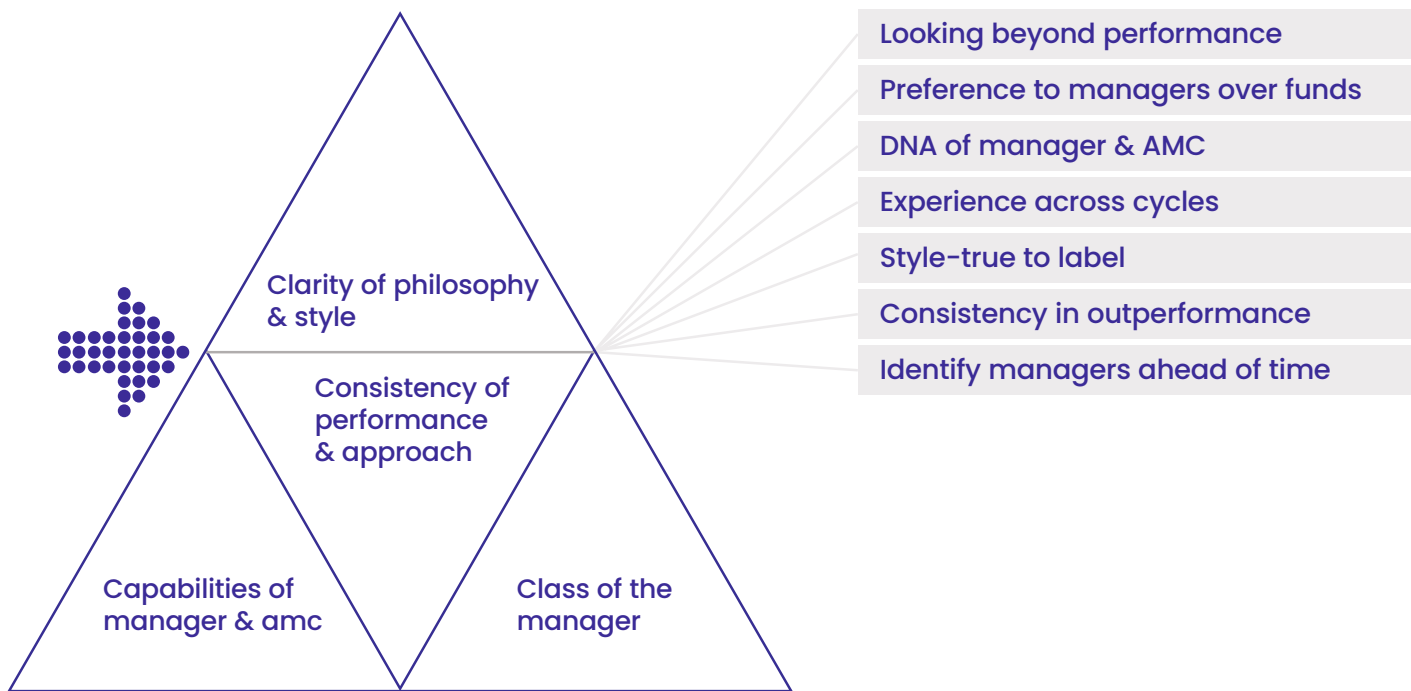 Clarity of philosophy
& style
Consistency of
performance
& approach
Capabilities of
manager & amc
Class of the
manager
Looking beyond performance
Preference to managers over funds
DNA of manager & AMC
Experience across cycles
Style-true to label
Consistency in outperformance
Identify managers ahead of time